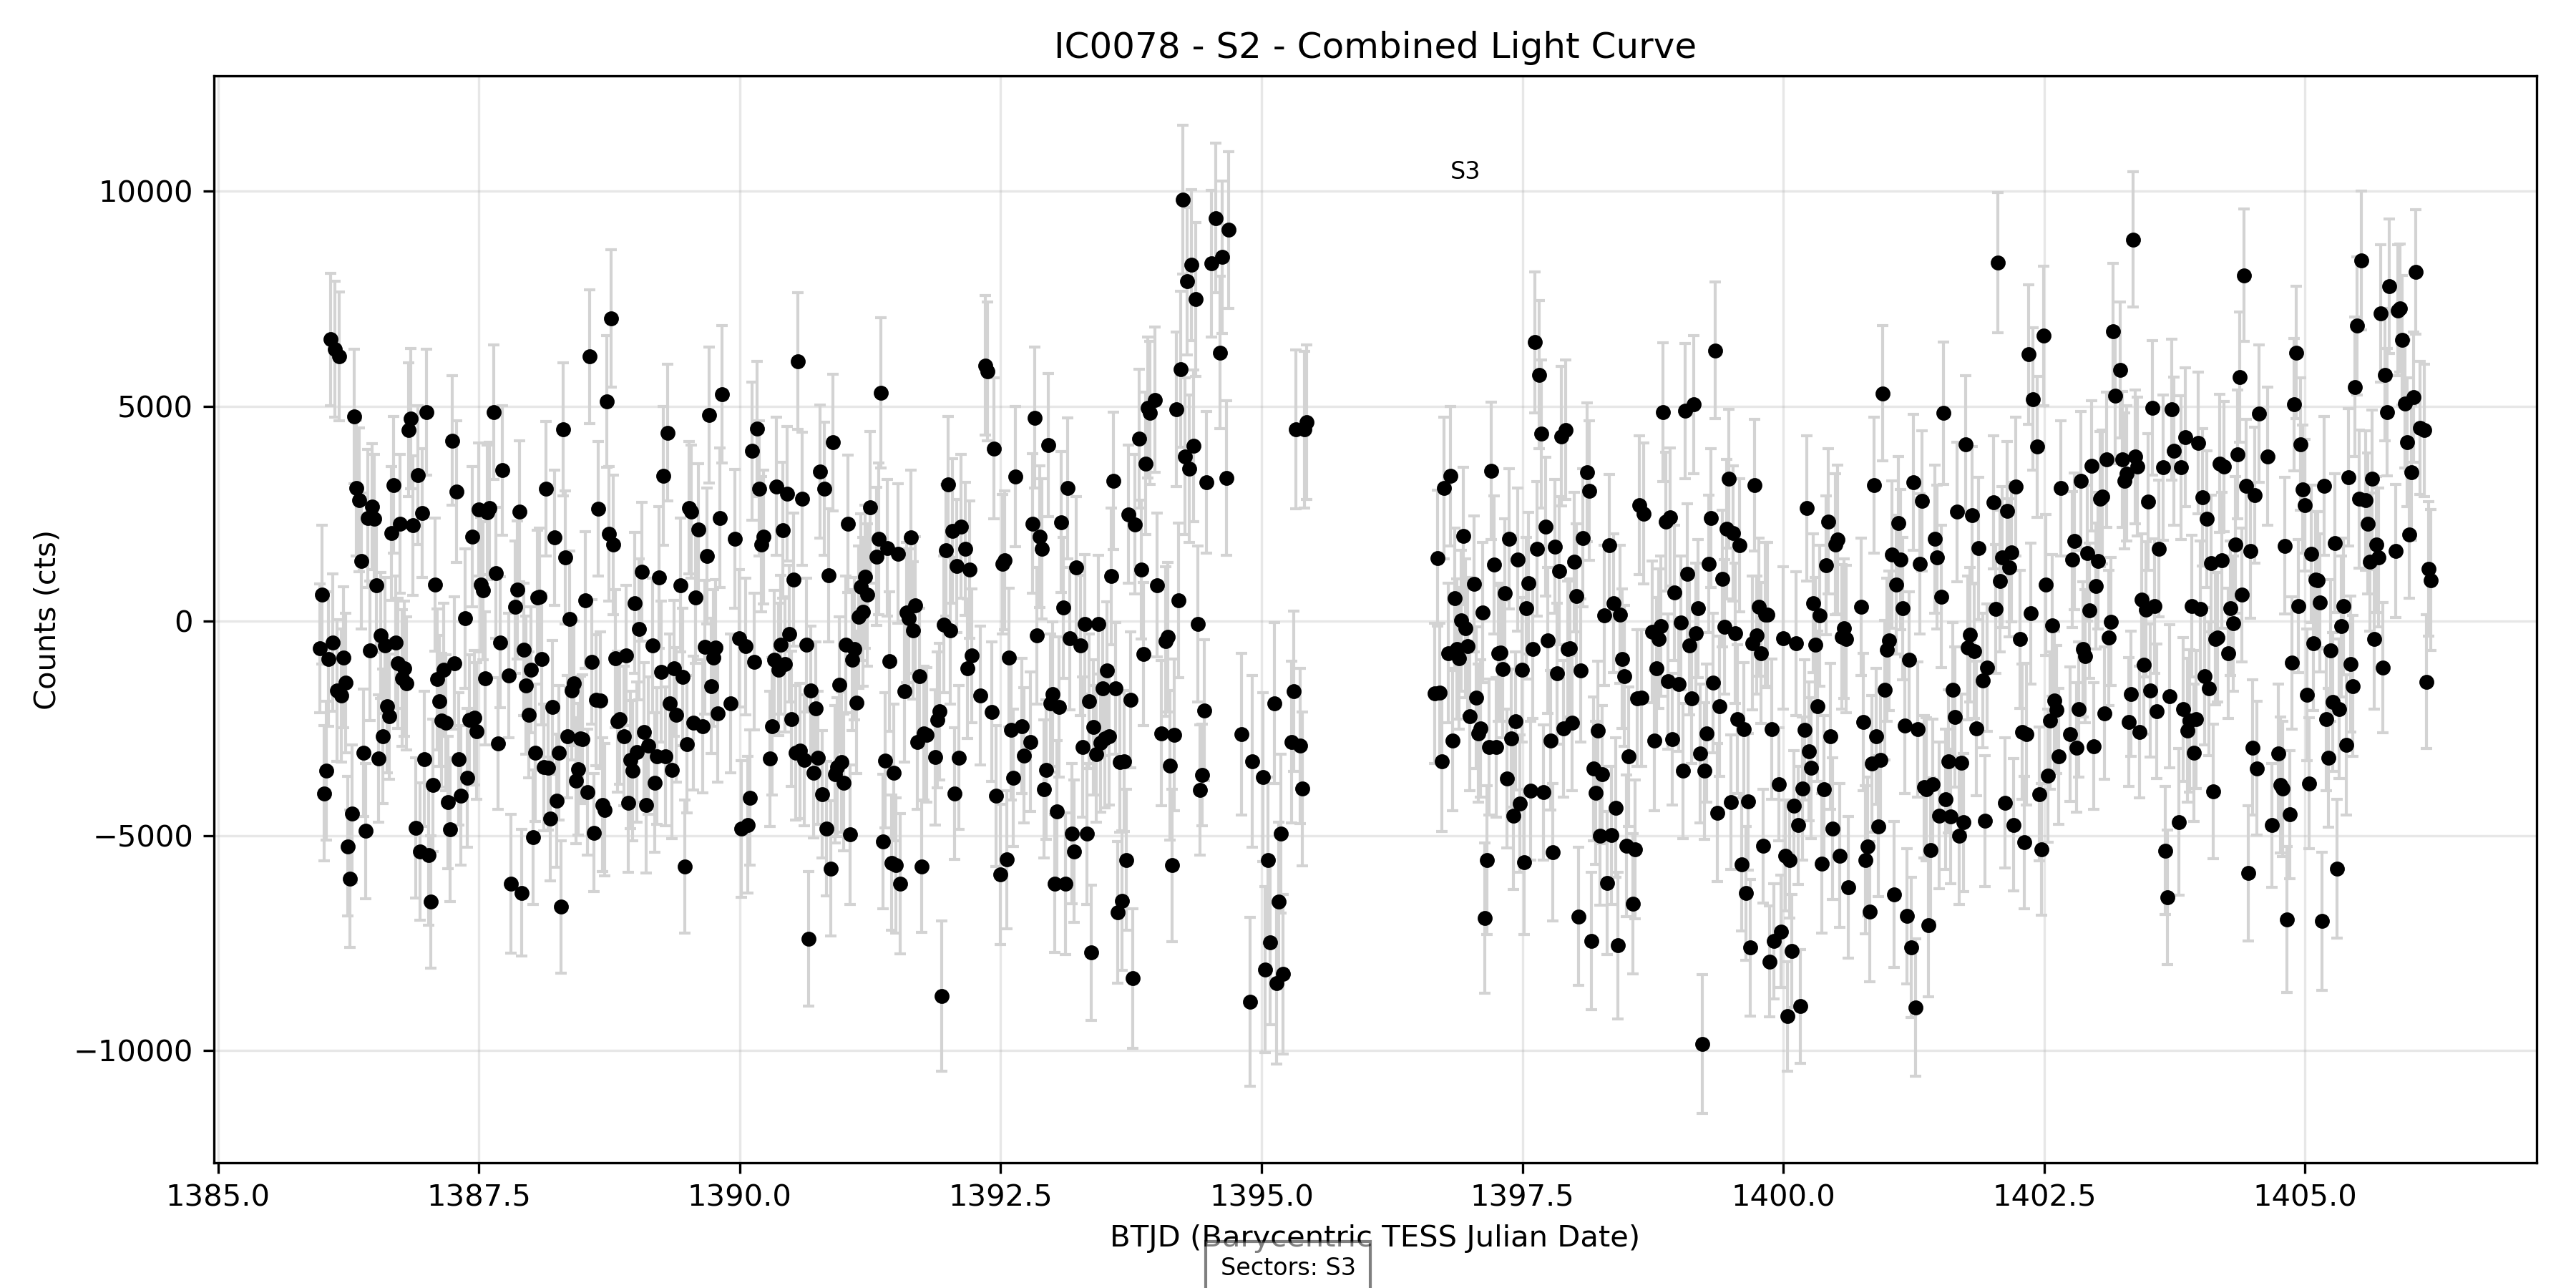 IC0078 - S2 - Combined Light Curve
S3
10000
5000
0
−5000
−10000
Counts (cts)
1385.0 1387.5 1390.0 1392.5 1395.0 1397.5 1400.0 1402.5 1405.0
BTJD (Barycentric TESS Julian Date)
Sectors: S3